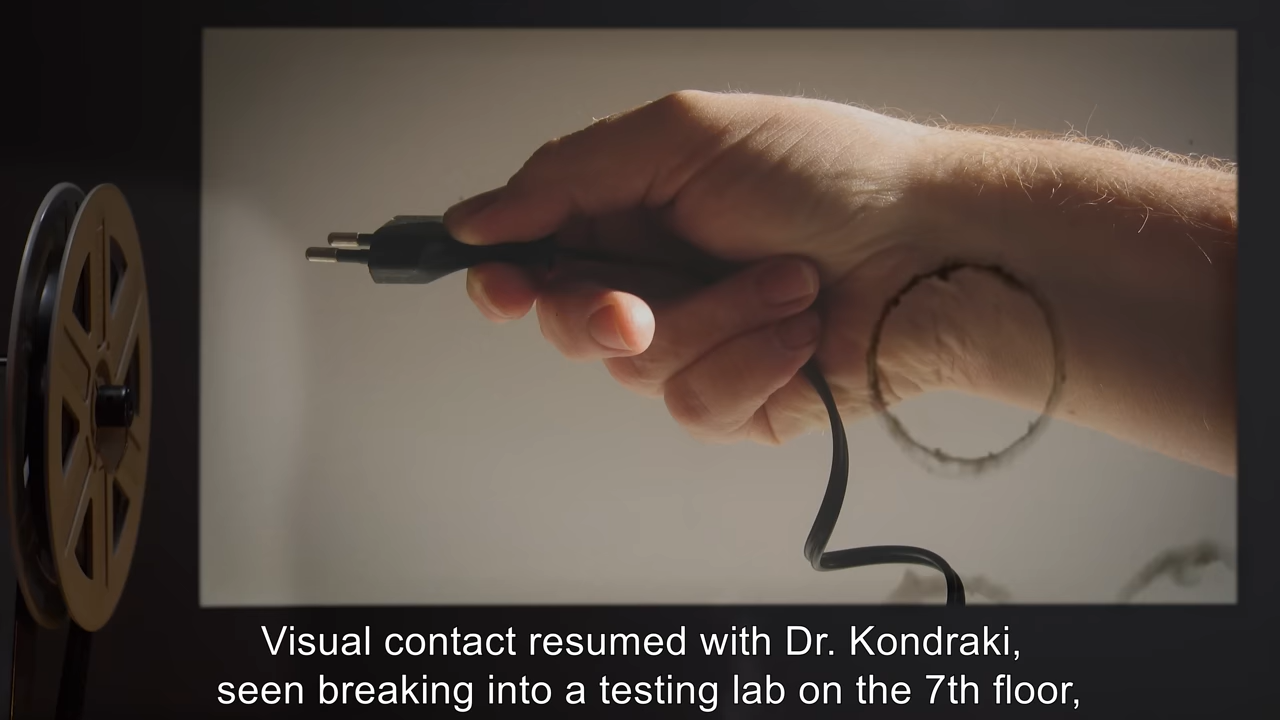 Visual contact resumed with Dr. Kondraki,
seen breaking into a testing lab on the 7th floor,